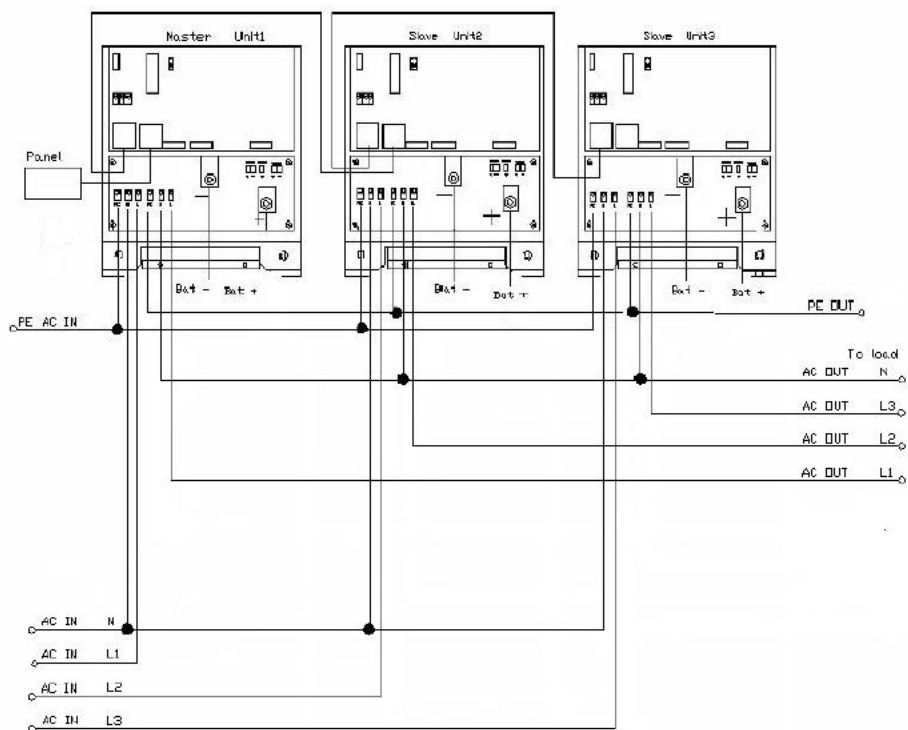 Master Unit1
Slave Unit2
Slave Unit3
Panel
Bat - Bat +
Bat - Bat +
Bat - Bat +
PE AC IN
PE OUT
To load
AC OUT N
AC OUT L3
AC OUT L2
AC OUT L1
AC IN N
AC IN L1
AC IN L2
AC IN L3